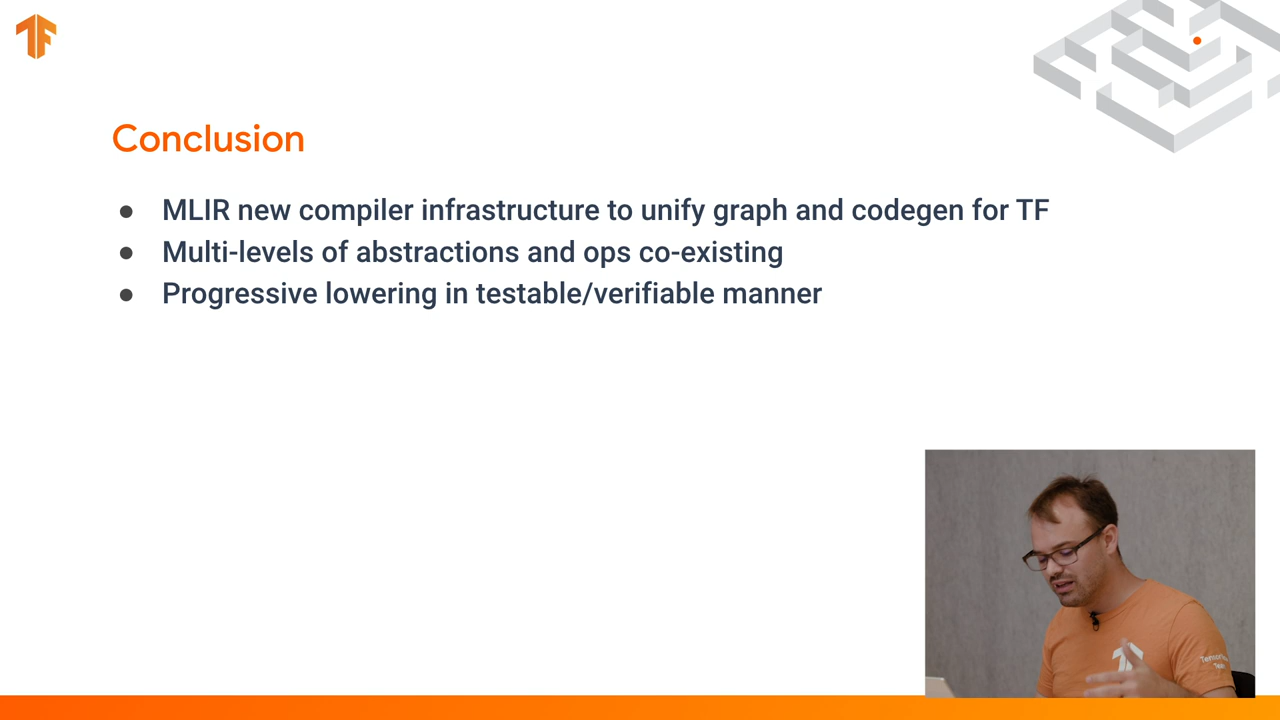 Conclusion
● MLIR new compiler infrastructure to unify graph and codegen for TF
● Multi-levels of abstractions and ops co-existing
● Progressive lowering in testable/verifiable manner